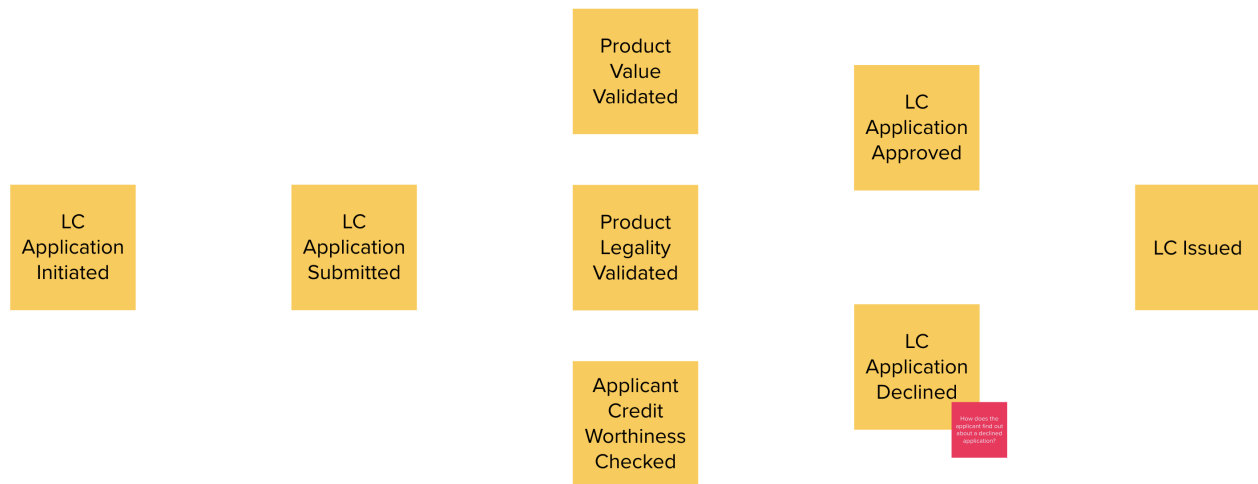 LC
Application
Initiated
LC
Application
Submitted
Product
Value
Validated
Product
Legality
Validated
Applicant
Credit
Worthiness
Checked
LC
Application
Approved
LC
Application
Declined
How does the
applicant find out
about a declined
application?
LC Issued